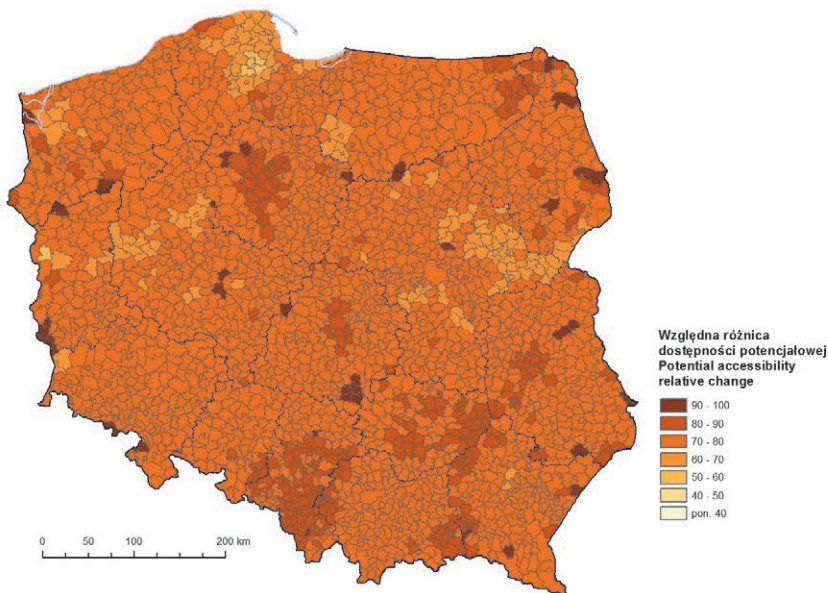 Względna różnica
dostępności potencjałowej
Potential accessibility
relative change
90 - 100
80 - 90
70 - 80
60 - 70
50 - 60
40 - 50
pon. 40
0 50 100 200 km